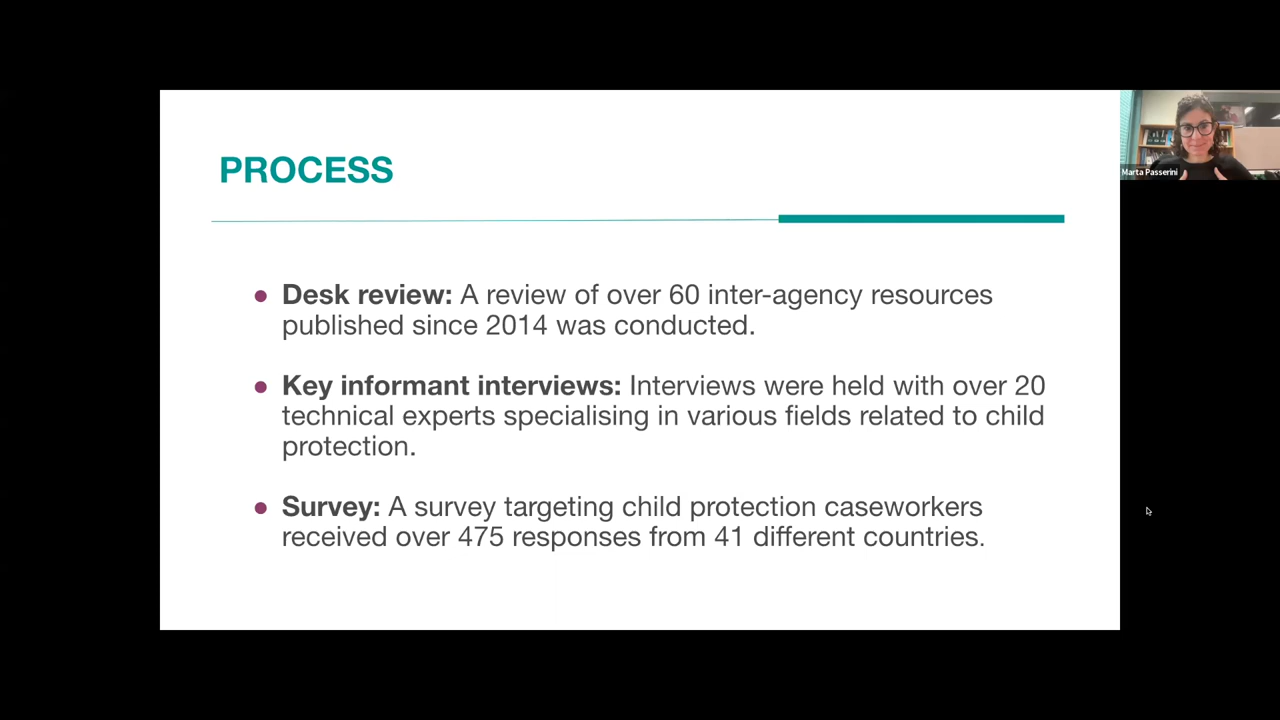 PROCESS
Marta Passerini
● Desk review: A review of over 60 inter-agency resources
published since 2014 was conducted.
● Key informant interviews: Interviews were held with over 20
technical experts specialising in various fields related to child
protection.
● Survey: A survey targeting child protection caseworkers
received over 475 responses from 41 different countries.